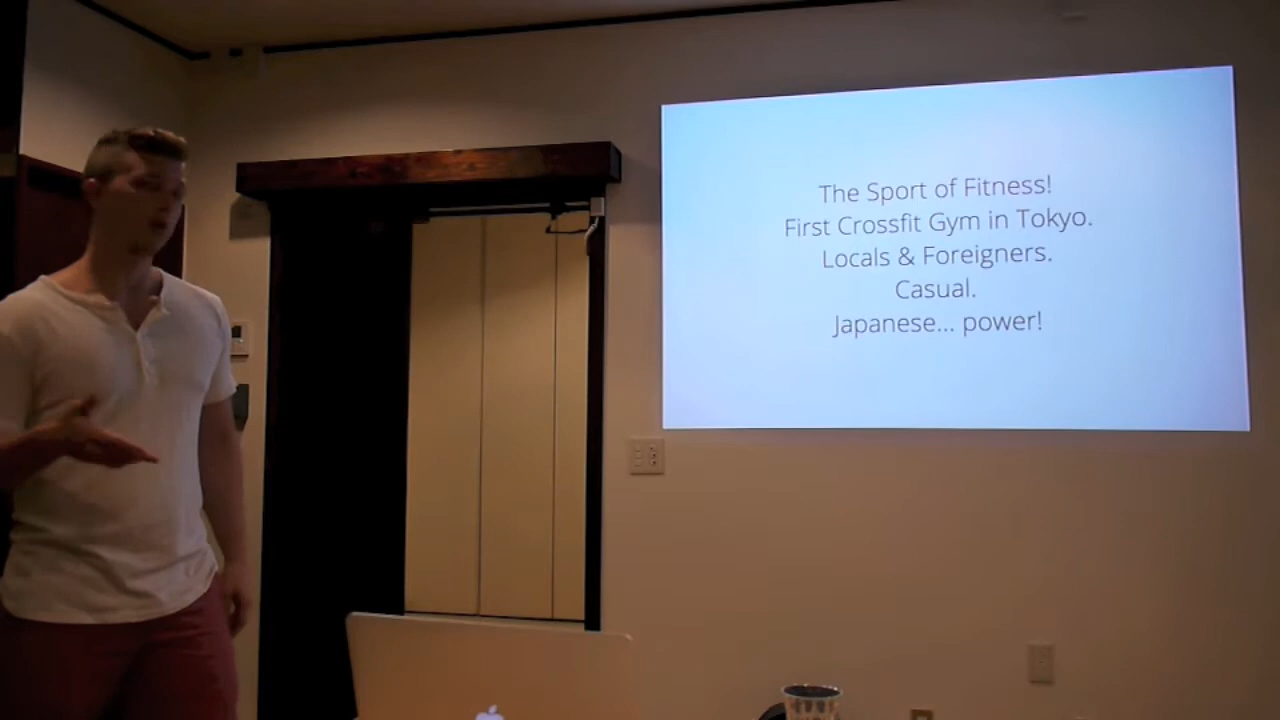 The Sport of Fitness!
First Crossfit Gym in Tokyo.
Locals & Foreigners.
Casual.
Japanese... power!